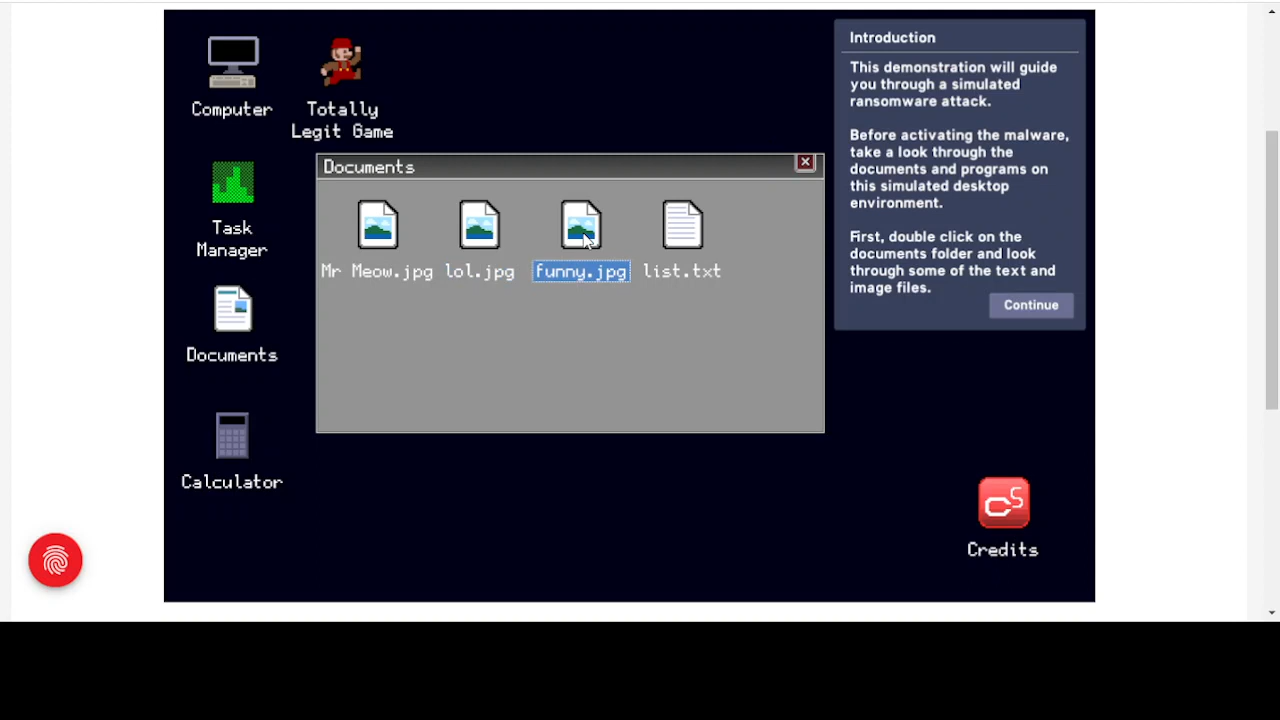 Computer
Totally
Legit Game
Task
Manager
Documents
Calculator
Documents
Mr Meow.jpg
lol.jpg
funny.jpg
list.txt
Introduction
This demonstration will guide
you through a simulated
ransomware attack.
Before activating the malware,
take a look through the
documents and programs on
this simulated desktop
environment.
First, double click on the
documents folder and look
through some of the text and
image files.
Continue
CS
Credits